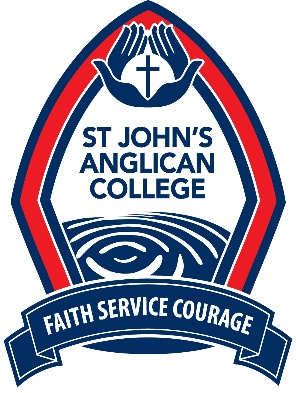 ST JOHN'S
ANGLICAN
COLLEGE
FAITH SERVICE COURAGE